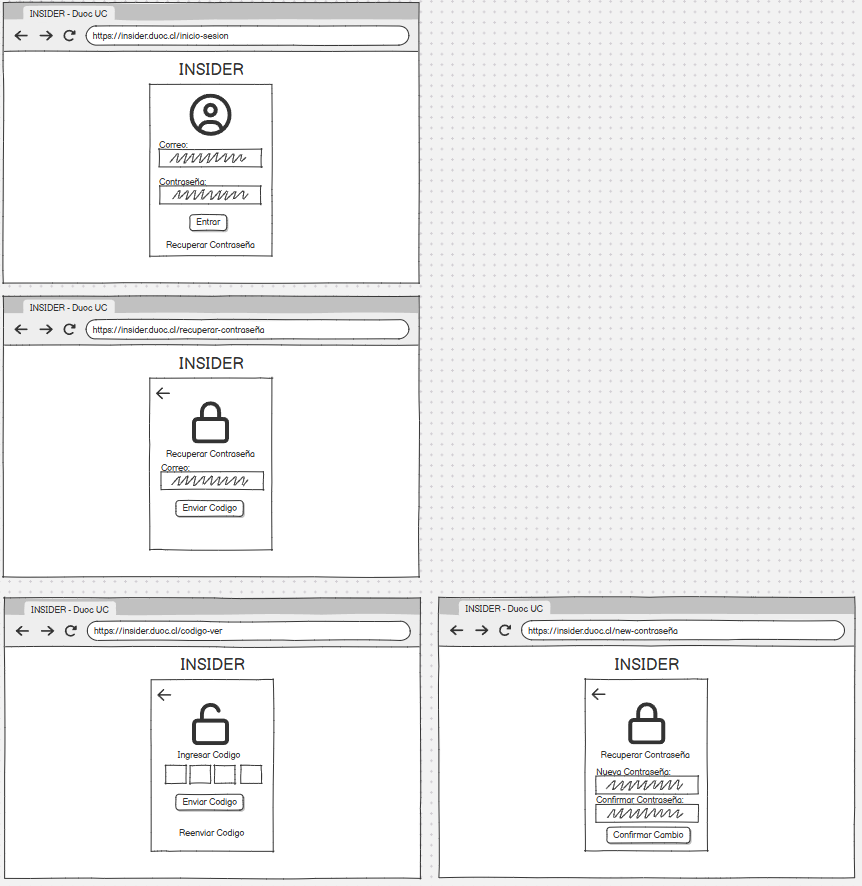 INSIDER - Duoc UC
https://insider.duoc.cl/inicio-sesion
INSIDER
Correo:
Contraseña:
Entrar
Recuperar Contraseña
INSIDER - Duoc UC
https://insider.duoc.cl/recuperar-contraseña
INSIDER
Recuperar Contraseña
Correo:
Enviar Codigo
INSIDER - Duoc UC
https://insider.duoc.cl/codigo-ver
INSIDER
Ingresar Codigo
Enviar Codigo
Reenviar Codigo
INSIDER - Duoc UC
https://insider.duoc.cl/new-contraseña
INSIDER
Recuperar Contraseña
Nueva Contraseña:
Confirmar Contraseña:
Confirmar Cambio